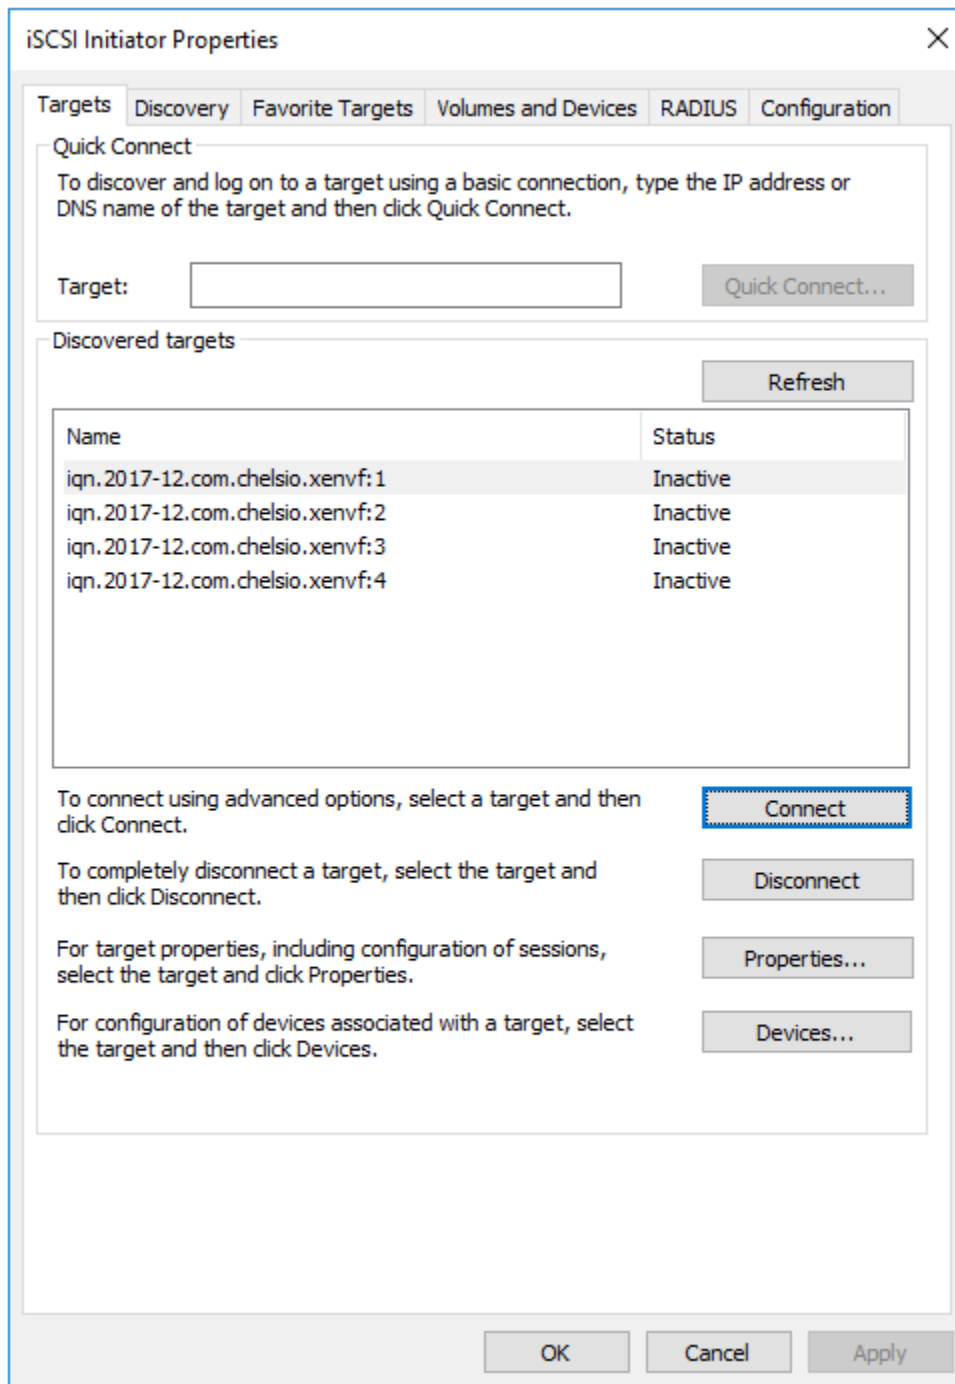 iSCSI Initiator Properties
Targets Discovery Favorite Targets Volumes and Devices RADIUS Configuration
Quick Connect
To discover and log on to a target using a basic connection, type the IP address or
DNS name of the target and then click Quick Connect.
Target: Quick Connect...
Discovered targets
Refresh
Name Status
iqn.2017-12.com.chelsio.xenvf:1 Inactive
iqn.2017-12.com.chelsio.xenvf:2 Inactive
iqn.2017-12.com.chelsio.xenvf:3 Inactive
iqn.2017-12.com.chelsio.xenvf:4 Inactive
To connect using advanced options, select a target and then
click Connect.
Connect
To completely disconnect a target, select the target and
then click Disconnect.
Disconnect
For target properties, including configuration of sessions,
select the target and click Properties.
Properties...
For configuration of devices associated with a target, select
the target and then click Devices.
Devices...
OK Cancel Apply